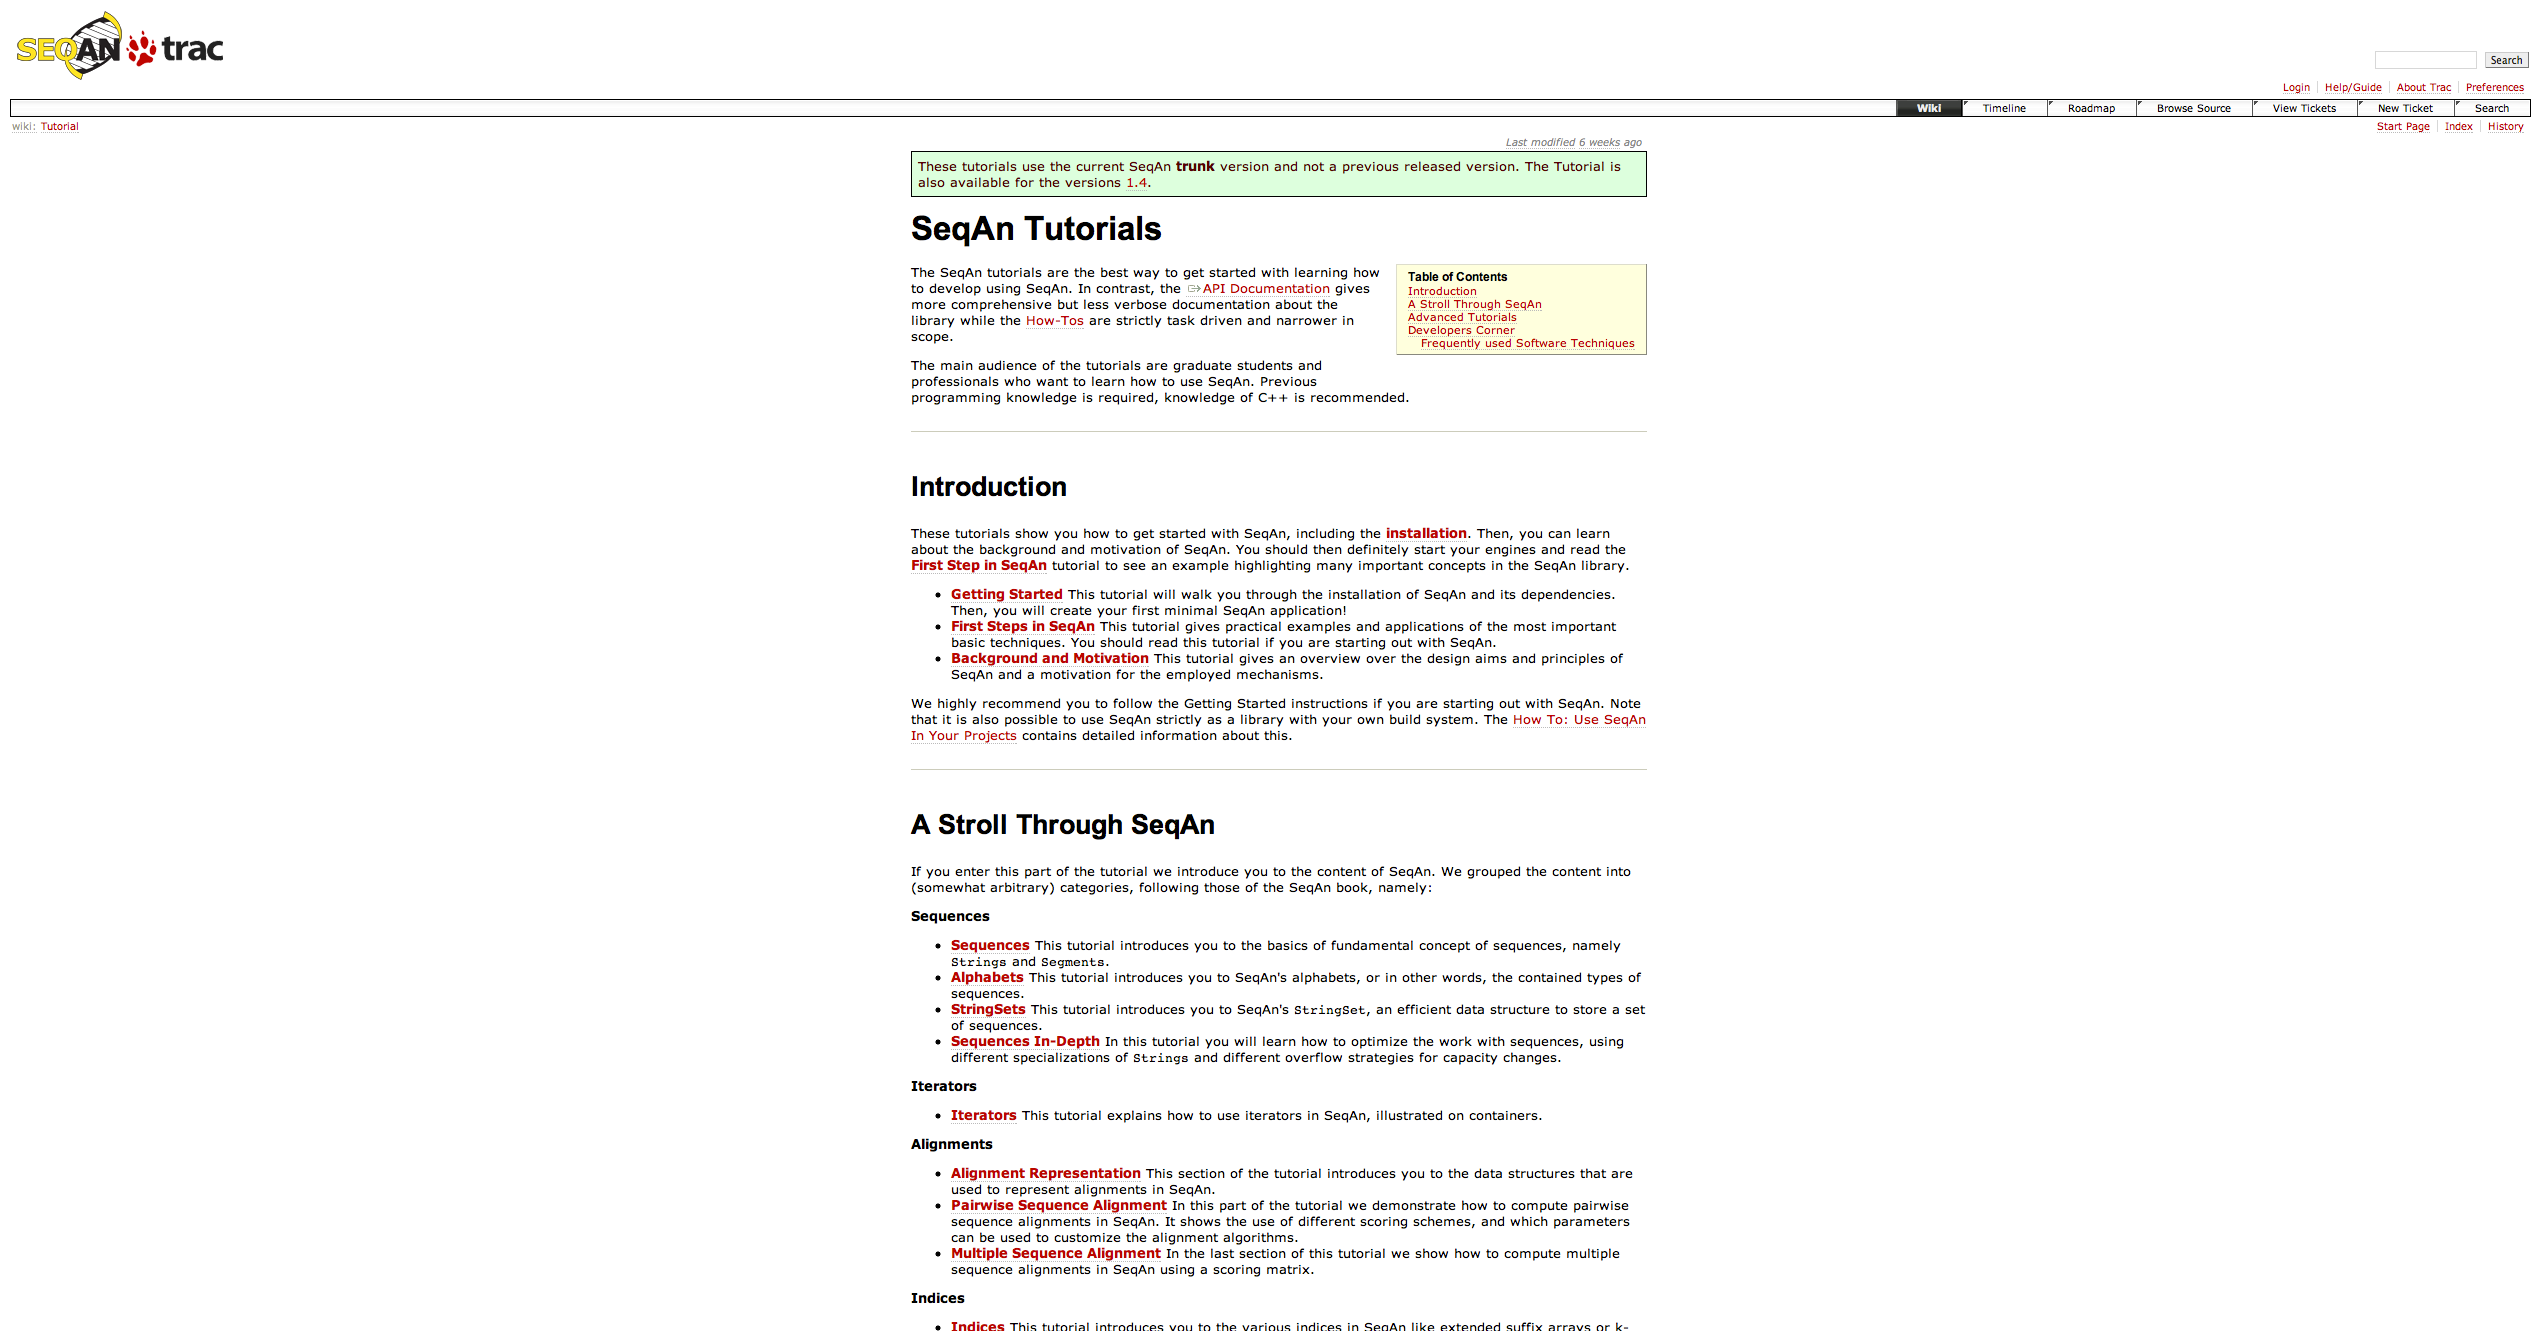 SEQAN trac
Search
Login Help/Guide About Trac Preferences
Wiki Timeline Roadmap Browse Source View Tickets New Ticket Search
wiki: Tutorial
Start Page Index History
Last modified 6 weeks ago
These tutorials use the current SeqAn trunk version and not a previous released version. The Tutorial is
also available for the versions 1.4.
SeqAn Tutorials
The SeqAn tutorials are the best way to get started with learning how
to develop using SeqAn. In contrast, the API Documentation gives
more comprehensive but less verbose documentation about the
library while the How-Tos are strictly task driven and narrower in
scope.
Table of Contents
Introduction
A Stroll Through SeqAn
Advanced Tutorials
Developers Corner
Frequently used Software Techniques
The main audience of the tutorials are graduate students and
professionals who want to learn how to use SeqAn. Previous
programming knowledge is required, knowledge of C++ is recommended.
Introduction
These tutorials show you how to get started with SeqAn, including the installation. Then, you can learn
about the background and motivation of SeqAn. You should then definitely start your engines and read the
First Step in SeqAn tutorial to see an example highlighting many important concepts in the SeqAn library.
• Getting Started This tutorial will walk you through the installation of SeqAn and its dependencies.
Then, you will create your first minimal SeqAn application!
• First Steps in SeqAn This tutorial gives practical examples and applications of the most important
basic techniques. You should read this tutorial if you are starting out with SeqAn.
• Background and Motivation This tutorial gives an overview over the design aims and principles of
SeqAn and a motivation for the employed mechanisms.
We highly recommend you to follow the Getting Started instructions if you are starting out with SeqAn. Note
that it is also possible to use SeqAn strictly as a library with your own build system. The How To: Use SeqAn
In Your Projects contains detailed information about this.
A Stroll Through SeqAn
If you enter this part of the tutorial we introduce you to the content of SeqAn. We grouped the content into
(somewhat arbitrary) categories, following those of the SeqAn book, namely:
Sequences
• Sequences This tutorial introduces you to the basics of fundamental concept of sequences, namely
Strings and Segments.
• Alphabets This tutorial introduces you to SeqAn's alphabets, or in other words, the contained types of
sequences.
• StringSets This tutorial introduces you to SeqAn's StringSet, an efficient data structure to store a set
of sequences.
• Sequences In-Depth In this tutorial you will learn how to optimize the work with sequences, using
different specializations of Strings and different overflow strategies for capacity changes.
Iterators
• Iterators This tutorial explains how to use iterators in SeqAn, illustrated on containers.
Alignments
• Alignment Representation This section of the tutorial introduces you to the data structures that are
used to represent alignments in SeqAn.
• Pairwise Sequence Alignment In this part of the tutorial we demonstrate how to compute pairwise
sequence alignments in SeqAn. It shows the use of different scoring schemes, and which parameters
can be used to customize the alignment algorithms.
• Multiple Sequence Alignment In the last section of this tutorial we show how to compute multiple
sequence alignments in SeqAn using a scoring matrix.
Indices
• Indices This tutorial introduces you to the various indices in SeqAn like extended suffix arrays or k-